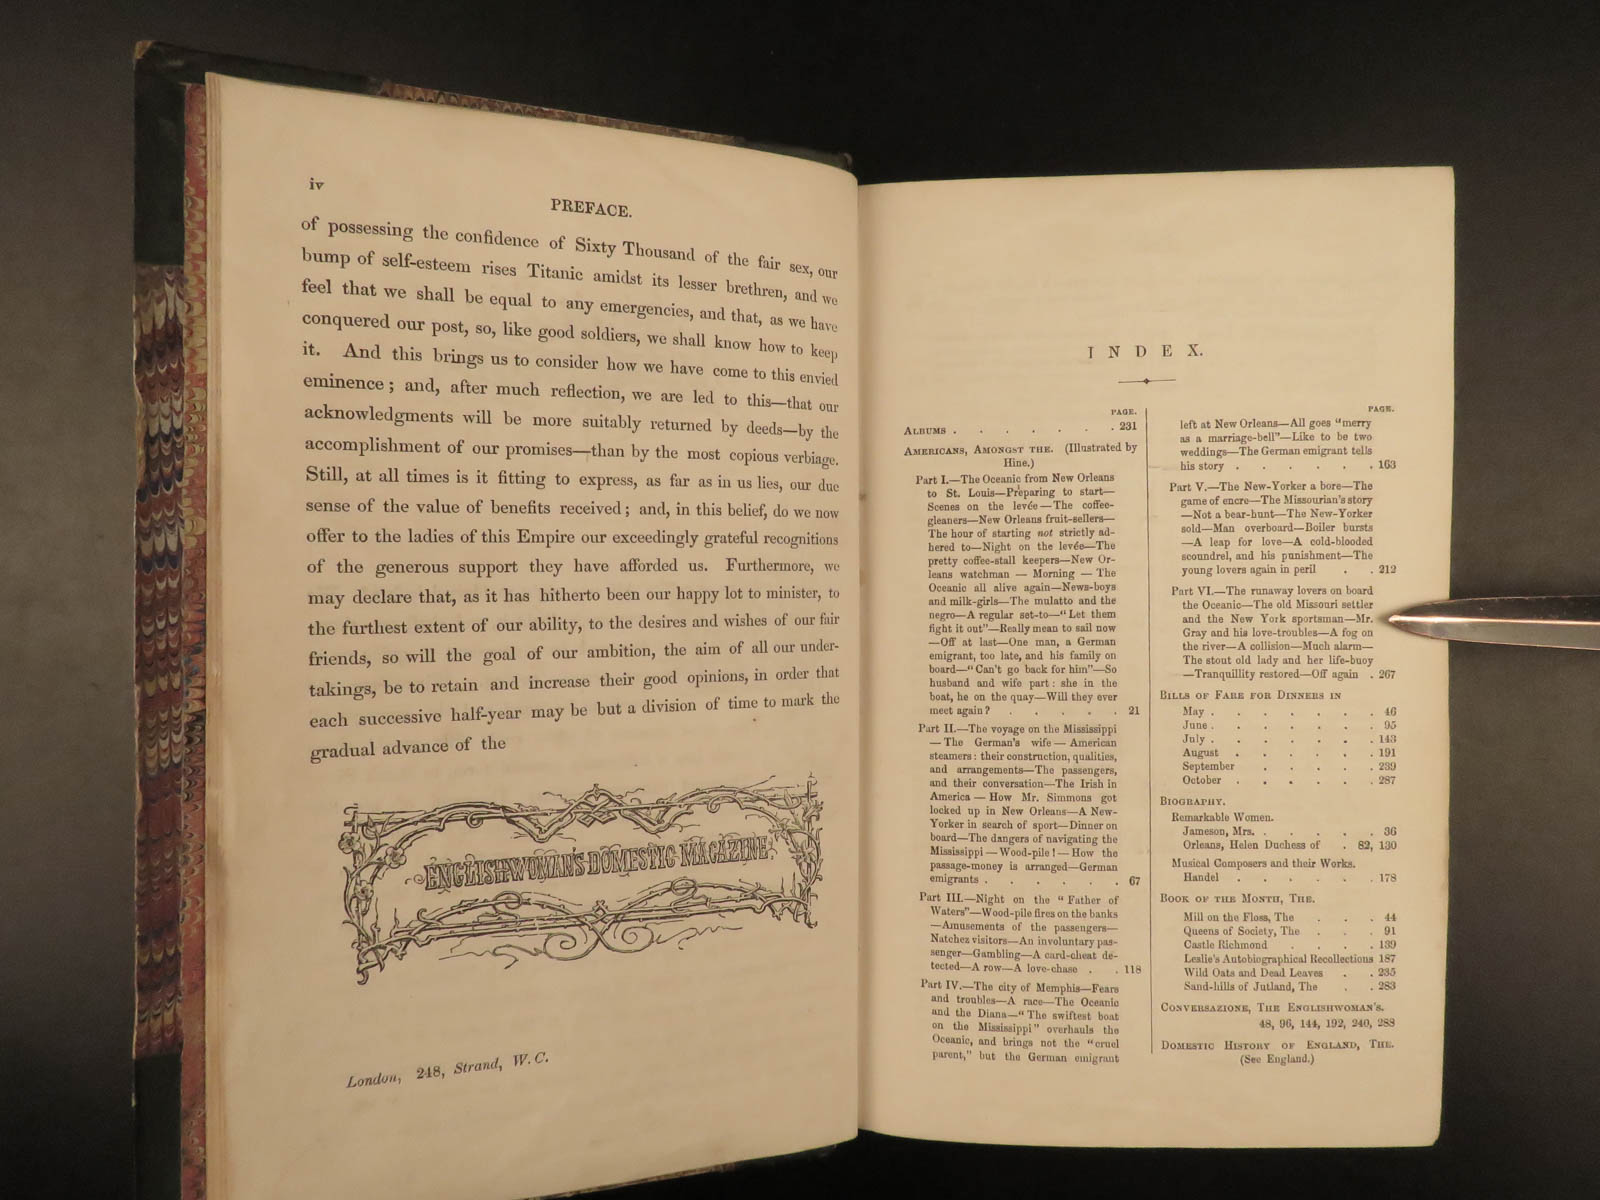 iv
PREFACE.
of possessing the confidence of Sixty Thousand of the fair sex, our
bump of self-esteem rises Titanic amidst its lesser brethren, and we
feel that we shall be equal to any emergencies, and that, as we have
conquered our post, so, like good soldiers, we shall know how to keep
it. And this brings us to consider how we have come to this envied
eminence; and, after much reflection, we are led to this—that our
acknowledgments will be more suitably returned by deeds—by the
accomplishment of our promises—than by the most copious verbiage.
Still, at all times is it fitting to express, as far as in us lies, our due
sense of the value of benefits received; and, in this belief, do we now
offer to the ladies of this Empire our exceedingly grateful recognitions
of the generous support they have afforded us. Furthermore, we
may declare that, as it has hitherto been our happy lot to minister, to
the furthest extent of our ability, to the desires and wishes of our fair
friends, so will the goal of our ambition, the aim of all our under-
takings, be to retain and increase their good opinions, in order that
each successive half-year may be but a division of time to mark the
gradual advance of the
ENGLISHWOMAN'S DOMESTIC MAGAZINE.
London, 248, Strand, W. C.
INDEX.
PAGE.
ALBUMS . . . . . . . 231
AMERICANS, AMONGST THE. (Illustrated by
Hine.)
Part I.—The Oceanic from New Orleans
to St. Louis—Preparing to start—
Scenes on the levée—The coffee-
gleaners—New Orleans fruit-sellers—
The hour of starting not strictly ad-
hered to—Night on the levée—The
pretty coffee-stall keepers—New Or-
leans watchman — Morning — The
Oceanic all alive again—News-boys
and milk-girls—The mulatto and the
negro—A regular set-to—"Let them
fight it out"—Really mean to sail now
—Off at last—One man, a German
emigrant, too late, and his family on
board—"Can't go back for him"—So
husband and wife part: she in the
boat, he on the quay—Will they ever
meet again? . . . . . 21
Part II.—The voyage on the Mississippi
—The German's wife — American
steamers: their construction, qualities,
and arrangements—The passengers,
and their conversation—The Irish in
America — How Mr. Simmons got
locked up in New Orleans—A New-
Yorker in search of sport—Dinner on
board—The dangers of navigating the
Mississippi — Wood-pile! — How the
passage-money is arranged—German
emigrants . . . . . . 67
Part III.—Night on the "Father of
Waters"—Wood-pile fires on the banks
—Amusements of the passengers—
Natchez visitors—An involuntary pas-
senger—Gambling—A card-cheat de-
tected—A row—A love-chase . . 118
Part IV.—The city of Memphis—Fears
and troubles—A race—The Oceanic
and the Diana—"The swiftest boat
on the Mississippi" overhauls the
Oceanic, and brings not the "cruel
parent," but the German emigrant
PAGE.
left at New Orleans—All goes "merry
as a marriage-bell"—Like to be two
weddings—The German emigrant tells
his story . . . . . . 163
Part V.—The New-Yorker a bore—The
game of encre—The Missourian's story
—Not a bear-hunt—The New-Yorker
sold—Man overboard—Boiler bursts
—A leap for love—A cold-blooded
scoundrel, and his punishment—The
young lovers again in peril . . 212
Part VI.—The runaway lovers on board
the Oceanic—The old Missouri settler
and the New York sportsman—Mr.
Gray and his love-troubles—A fog on
the river—A collision—Much alarm—
The stout old lady and her life-buoy
—Tranquillity restored—Off again . 267
BILLS OF FARE FOR DINNERS IN
May . . . . . . . 46
June . . . . . . . 95
July . . . . . . . 143
August . . . . . . 191
September . . . . . 239
October . . . . . . 287
BIOGRAPHY.
Remarkable Women.
Jameson, Mrs. . . . . . 36
Orleans, Helen Duchess of . 82, 130
Musical Composers and their Works.
Handel . . . . . . 178
BOOK OF THE MONTH, THE.
Mill on the Floss, The . . . 44
Queens of Society, The . . . 91
Castle Richmond . . . . 139
Leslie's Autobiographical Recollections 187
Wild Oats and Dead Leaves . . 235
Sand-hills of Jutland, The . . 283
CONVERSAZIONE, THE ENGLISHWOMAN'S.
48, 96, 144, 192, 240, 288
DOMESTIC HISTORY OF ENGLAND, THE.
(See England.)